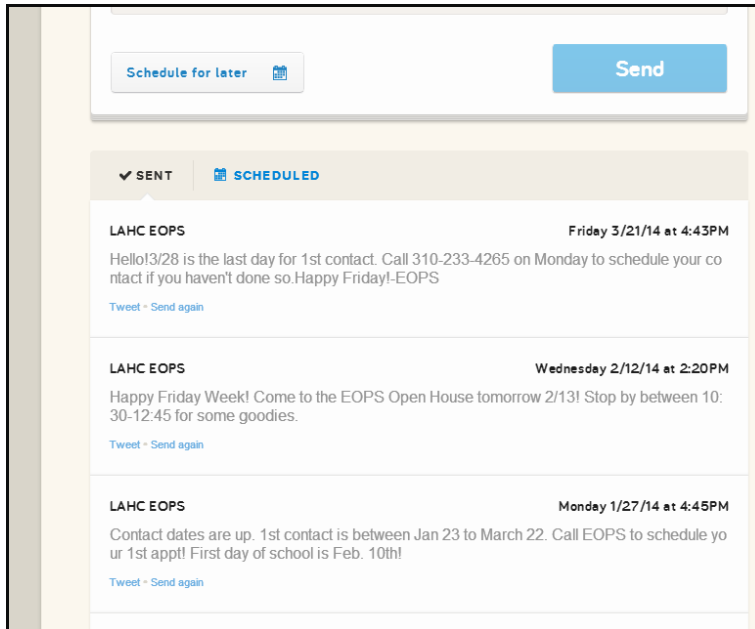 Schedule for later
Send
SENT
SCHEDULED
LAHC EOPS
Friday 3/21/14 at 4:43PM
Hello!3/28 is the last day for 1st contact. Call 310-233-4265 on Monday to schedule your co
ntact if you haven't done so.Happy Friday!-EOPS
Tweet • Send again
LAHC EOPS
Wednesday 2/12/14 at 2:20PM
Happy Friday Week! Come to the EOPS Open House tomorrow 2/13! Stop by between 10:
30-12:45 for some goodies.
Tweet • Send again
LAHC EOPS
Monday 1/27/14 at 4:45PM
Contact dates are up. 1st contact is between Jan 23 to March 22. Call EOPS to schedule yo
ur 1st appt! First day of school is Feb. 10th!
Tweet • Send again